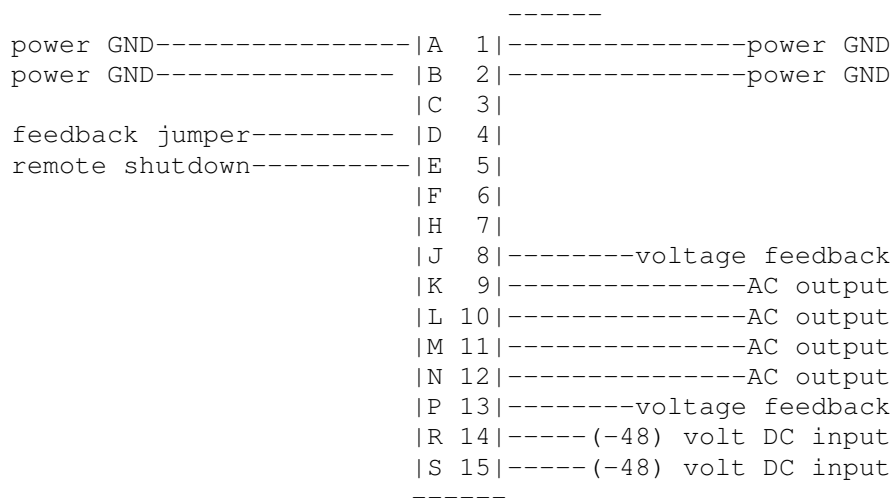 ------
power GND----------------|A  1|---------------power GND
power GND--------------- |B  2|---------------power GND
                         |C  3|
feedback jumper--------- |D  4|
remote shutdown----------|E  5|
                         |F  6|
                         |H  7|
                         |J  8|--------voltage feedback
                         |K  9|---------------AC output
                         |L 10|---------------AC output
                         |M 11|---------------AC output
                         |N 12|---------------AC output
                         |P 13|--------voltage feedback
                         |R 14|-----(-48) volt DC input
                         |S 15|-----(-48) volt DC input
                         ------